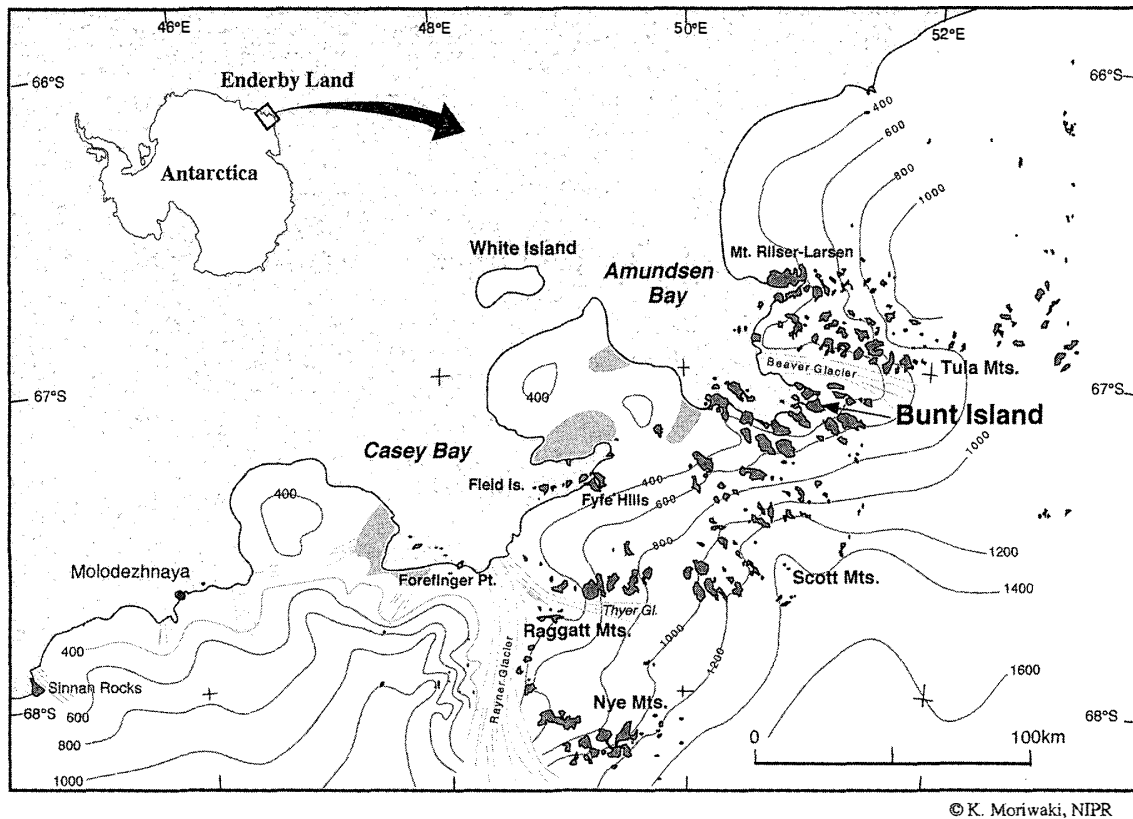 46°E
48°E
50°E
52°E
66°S
66°S
Enderby Land
Antarctica
400
600
800
1000
White Island
Mt. Riiser-Larsen
Amundsen
Bay
Beaver Glacier
Tula Mts.
67°S
67°S
400
Bunt Island
Casey Bay
1000
Field Is.
Fyfe Hills
400
600
400
800
Molodezhnaya
Forefinger Pt.
1200
Scott Mts.
1400
Thyer Gl.
Raggatt Mts.
1000
1200
400
Rayner Glacier
1600
Sinnan Rocks
Nye Mts.
68°S
68°S
600
800
0
100km
1000
© K. Moriwaki, NIPR